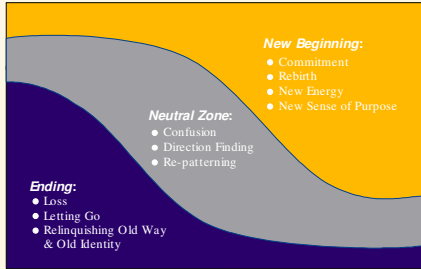 New Beginning:
● Commitment
● Rebirth
● New Energy
● New Sense of Purpose
Neutral Zone:
● Confusion
● Direction Finding
● Re-patterning
Ending:
● Loss
● Letting Go
● Relinquishing Old Way
& Old Identity